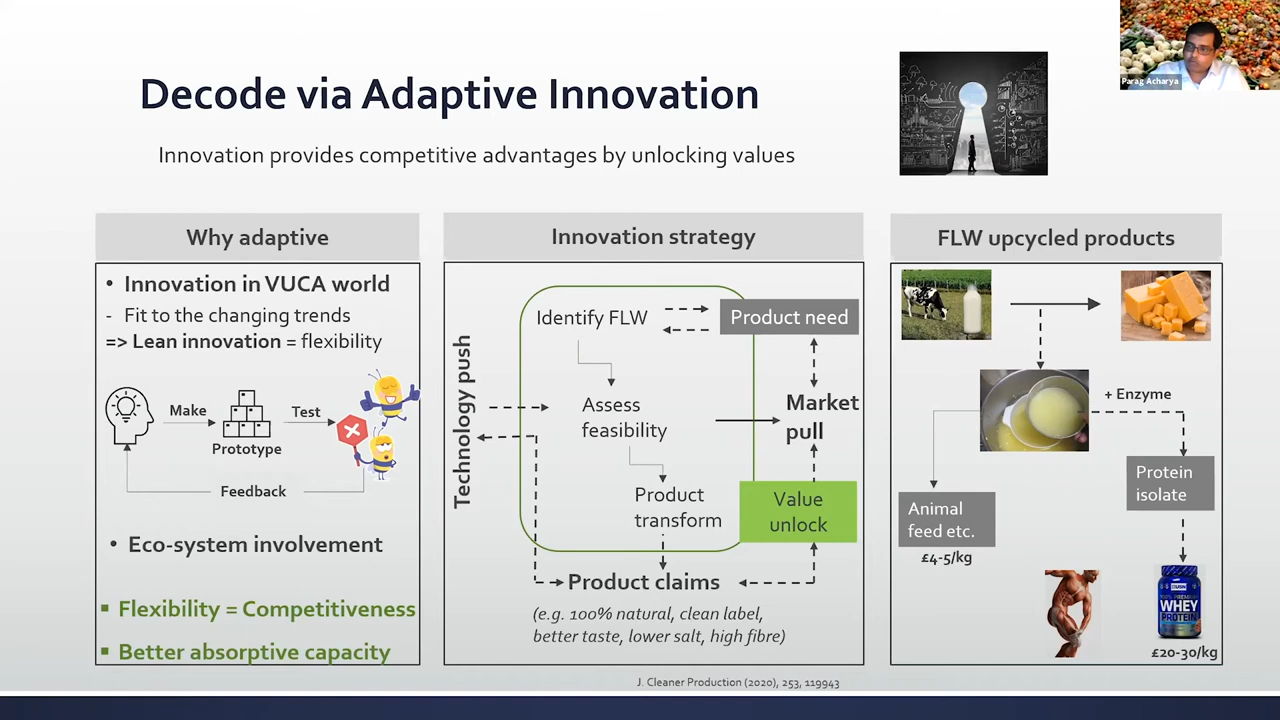 Decode via Adaptive Innovation
Innovation provides competitive advantages by unlocking values
Parag Acharya
Why adaptive
• Innovation in VUCA world
- Fit to the changing trends
=> Lean innovation = flexibility
Make
Test
Prototype
Feedback
• Eco-system involvement
▪ Flexibility = Competitiveness
▪ Better absorptive capacity
Innovation strategy
Technology push
Identify FLW
Product need
Assess
feasibility
Market
pull
Product
transform
Value
unlock
Product claims
(e.g. 100% natural, clean label,
better taste, lower salt, high fibre)
FLW upcycled products
+ Enzyme
Protein
isolate
Animal
feed etc.
£4-5/kg
WHEY
PROTEIN
£20-30/kg
J. Cleaner Production (2020), 253, 119943